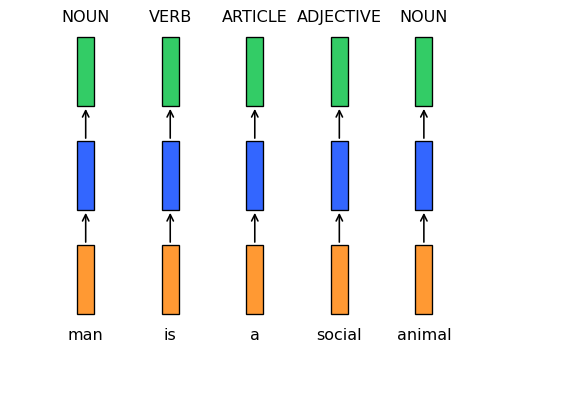 NOUN VERB ARTICLE ADJECTIVE NOUN
man is a social animal